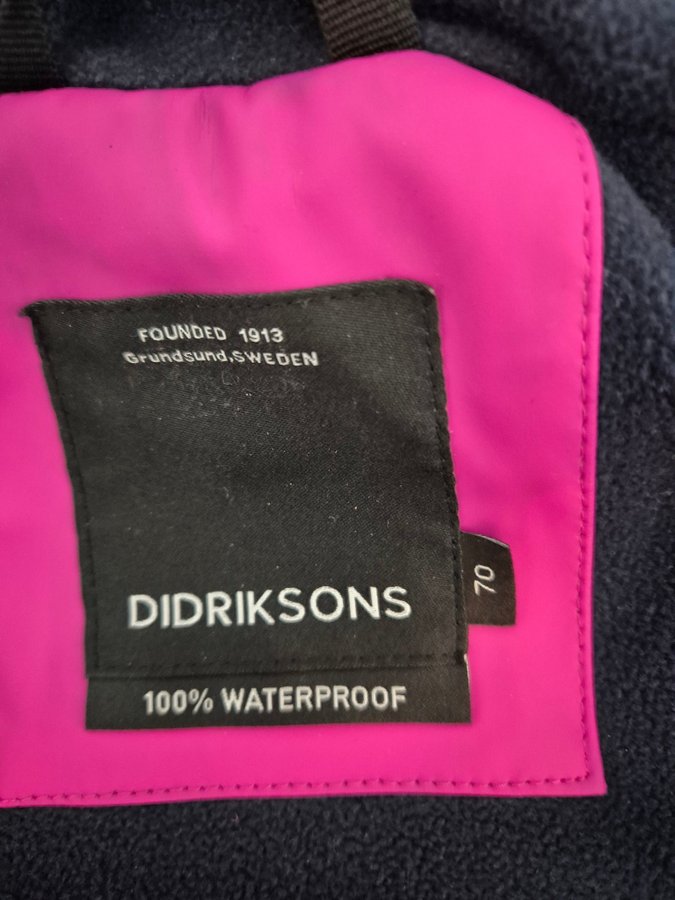 FOUNDED 1913
Grundsund,SWEDEN
DIDRIKSONS
70
100% WATERPROOF